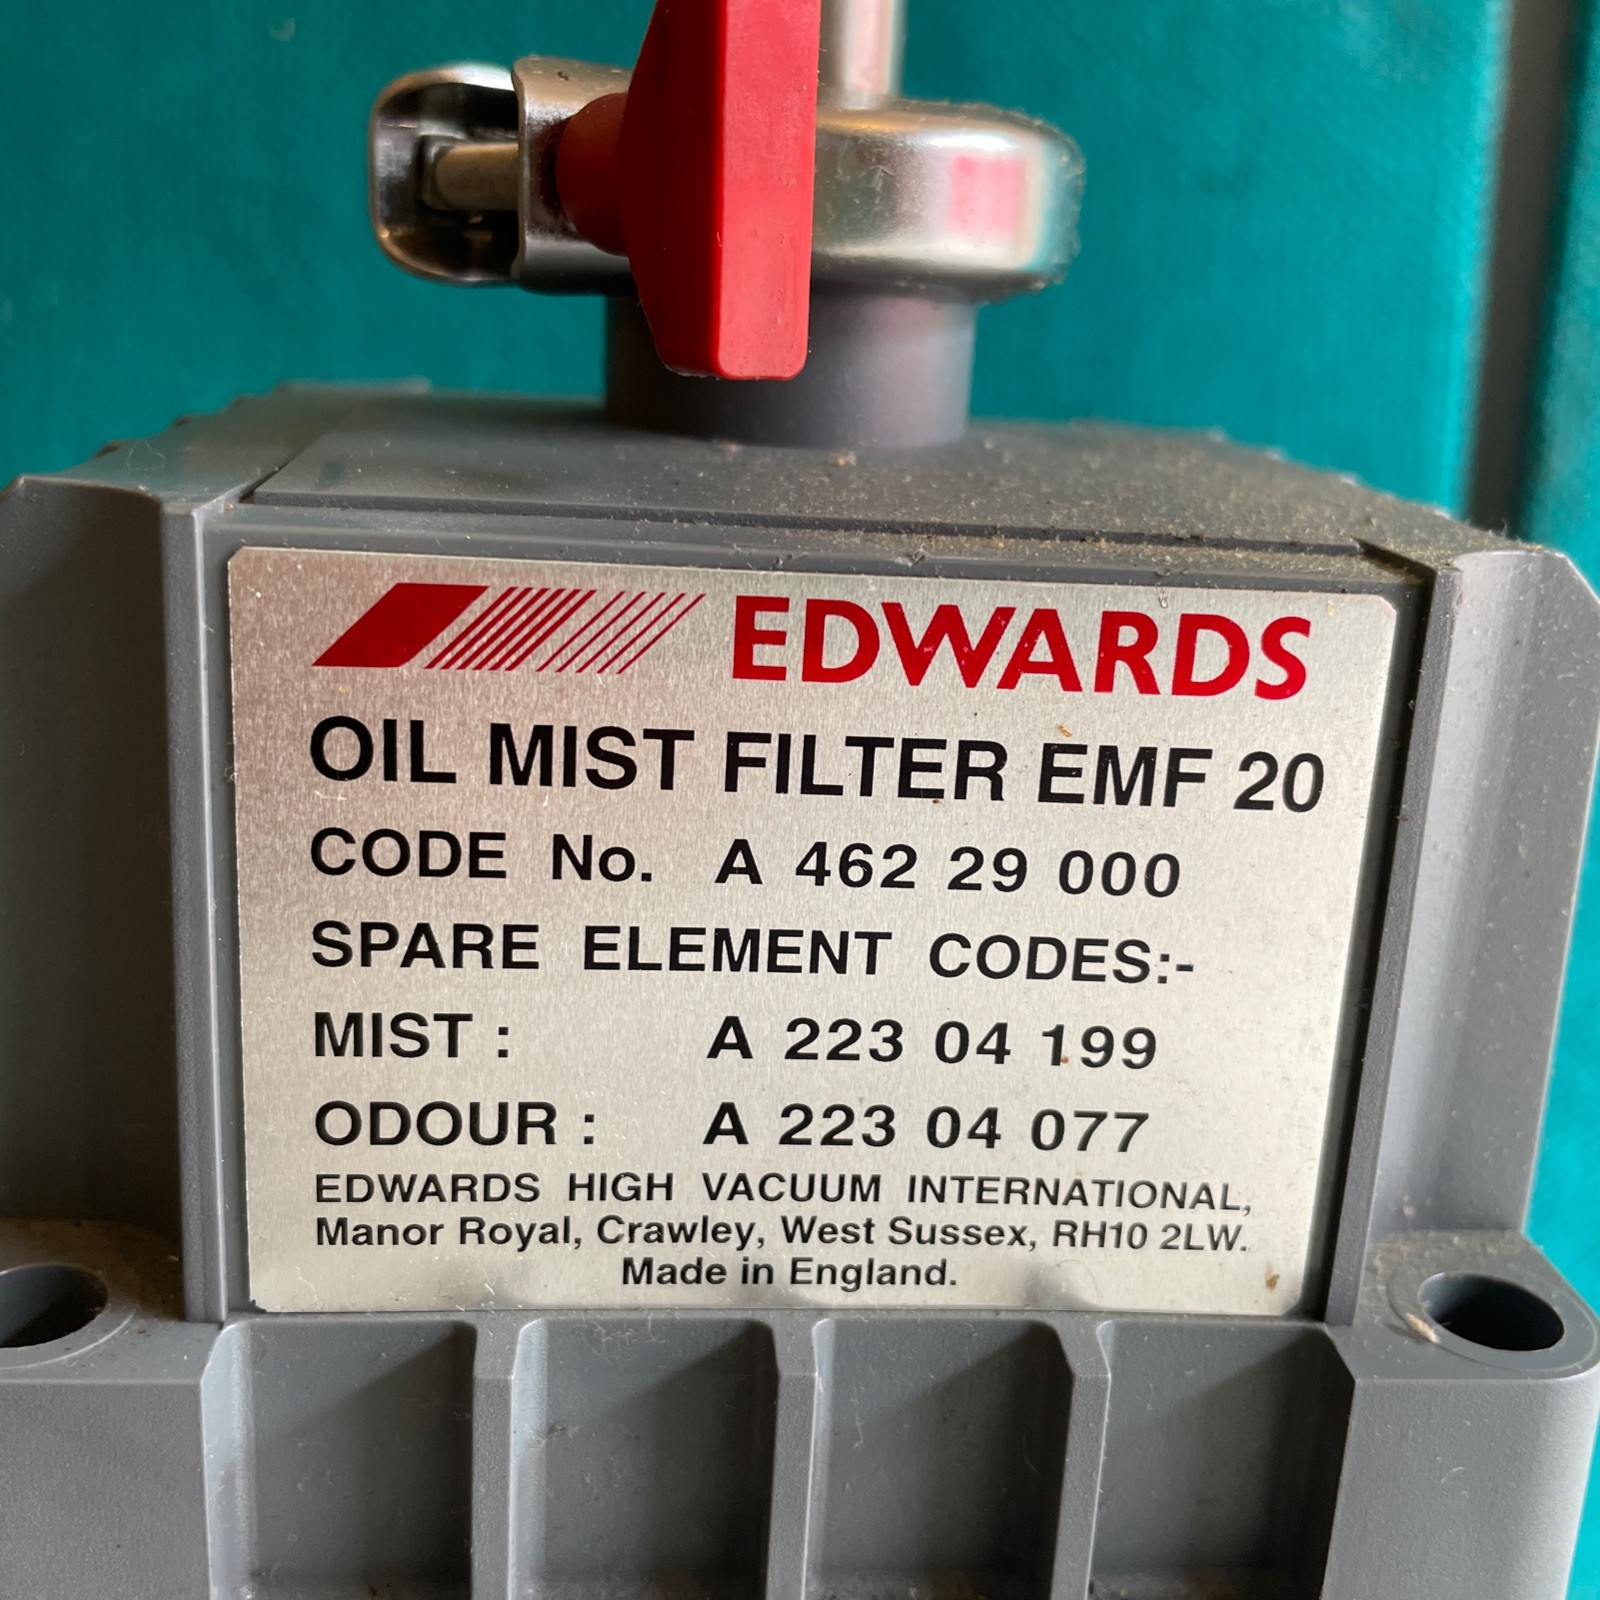 EDWARDS
OIL MIST FILTER EMF 20
CODE No. A 462 29 000
SPARE ELEMENT CODES:-
MIST : A 223 04 199
ODOUR : A 223 04 077
EDWARDS HIGH VACUUM INTERNATIONAL,
Manor Royal, Crawley, West Sussex, RH10 2LW.
Made in England.